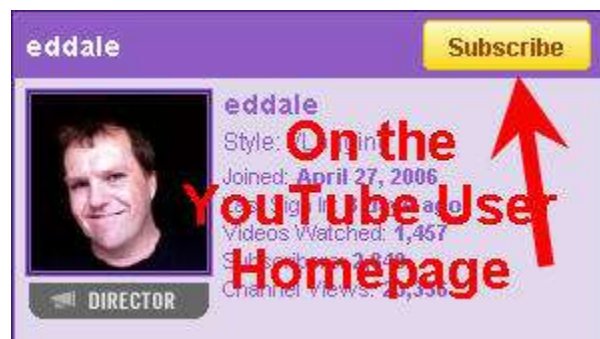 eddale
Subscribe
eddale
Style:
On the
Joined: April 27, 2006
YouTube User
ago
Videos Watched: 1,457
Homepage
Channel Views:
DIRECTOR